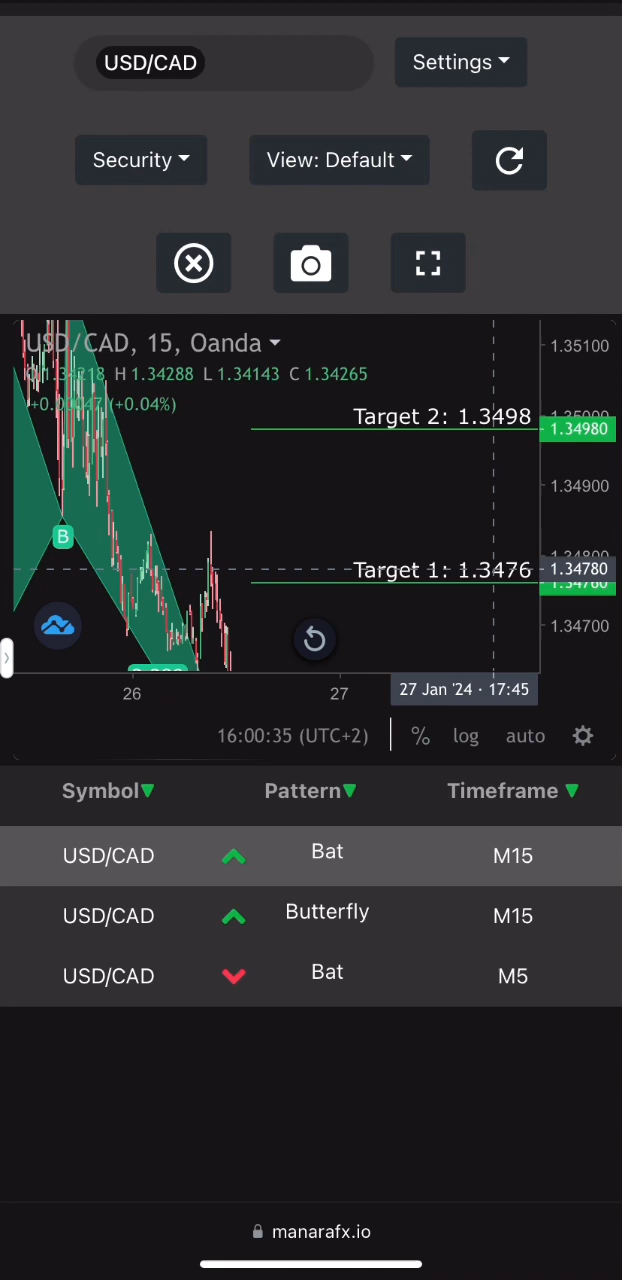 USD/CAD
Settings
Security
View: Default
USD/CAD, 15, Oanda
H 1.34288 L 1.34143 C 1.34265
(+0.04%)
1.35100
Target 2: 1.3498
1.34980
1.34900
B
Target 1: 1.3476
1.34780
1.34760
1.34700
26
27
27 Jan '24 · 17:45
16:00:35 (UTC+2)
%
log
auto
Symbol
Pattern
Timeframe
USD/CAD
Bat
M15
USD/CAD
Butterfly
M15
USD/CAD
Bat
M5
manarafx.io